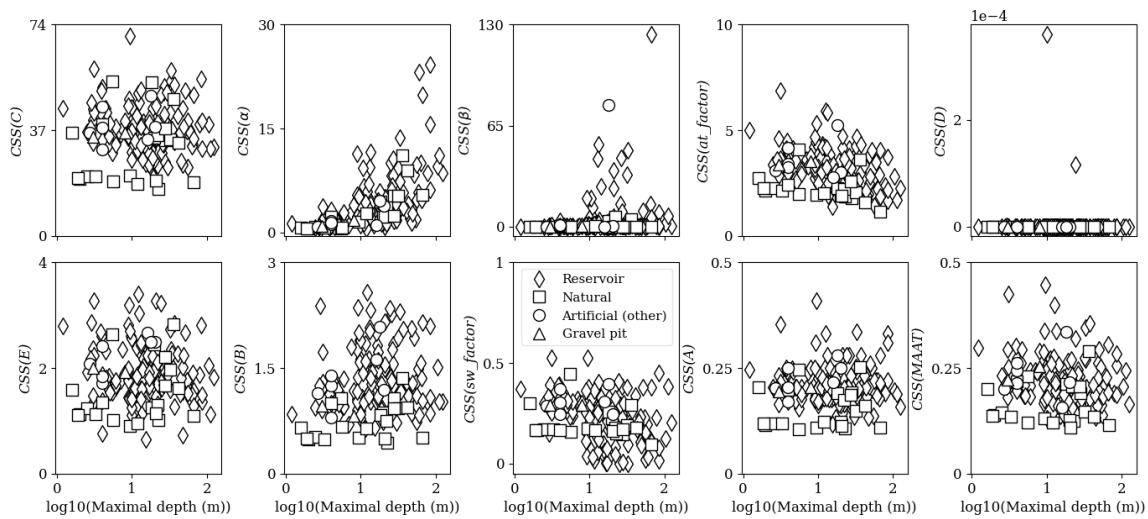 1e−4
74
37
0
CSS(C)
15
0
CSS(α)
130
65
0
CSS(β)
10
5
0
CSS(at_factor)
2
CSS(D)
4
2
0
CSS(E)
0 1 2
log10(Maximal depth (m))
3
1.5
0
CSS(B)
0 1 2
log10(Maximal depth (m))
1
0.5
0
CSS(sw_factor)
Reservoir
Natural
Artificial (other)
Gravel pit
0 1 2
log10(Maximal depth (m))
0.5
0.25
0
CSS(A)
0 1 2
log10(Maximal depth (m))
0.5
0.25
0
CSS(MAAT)
0 1 2
log10(Maximal depth (m))